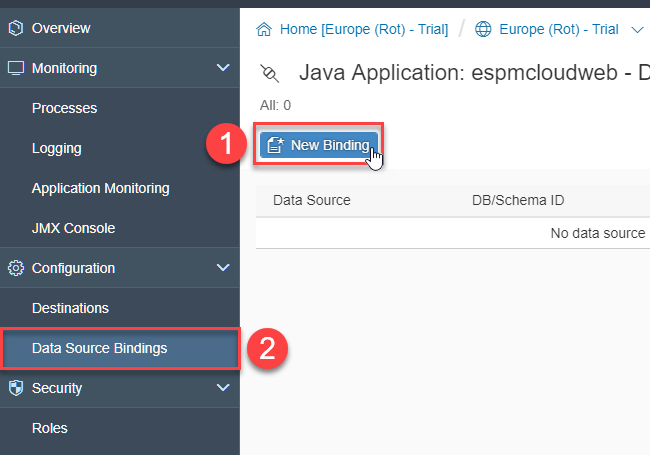 Overview
Monitoring
Processes
Logging
Application Monitoring
JMX Console
Configuration
Destinations
Data Source Bindings
2
Security
Roles
Home [Europe (Rot) - Trial] / Europe (Rot) - Trial
Java Application: espmcloudweb - D
All: 0
1
New Binding
Data Source DB/Schema ID
No data source